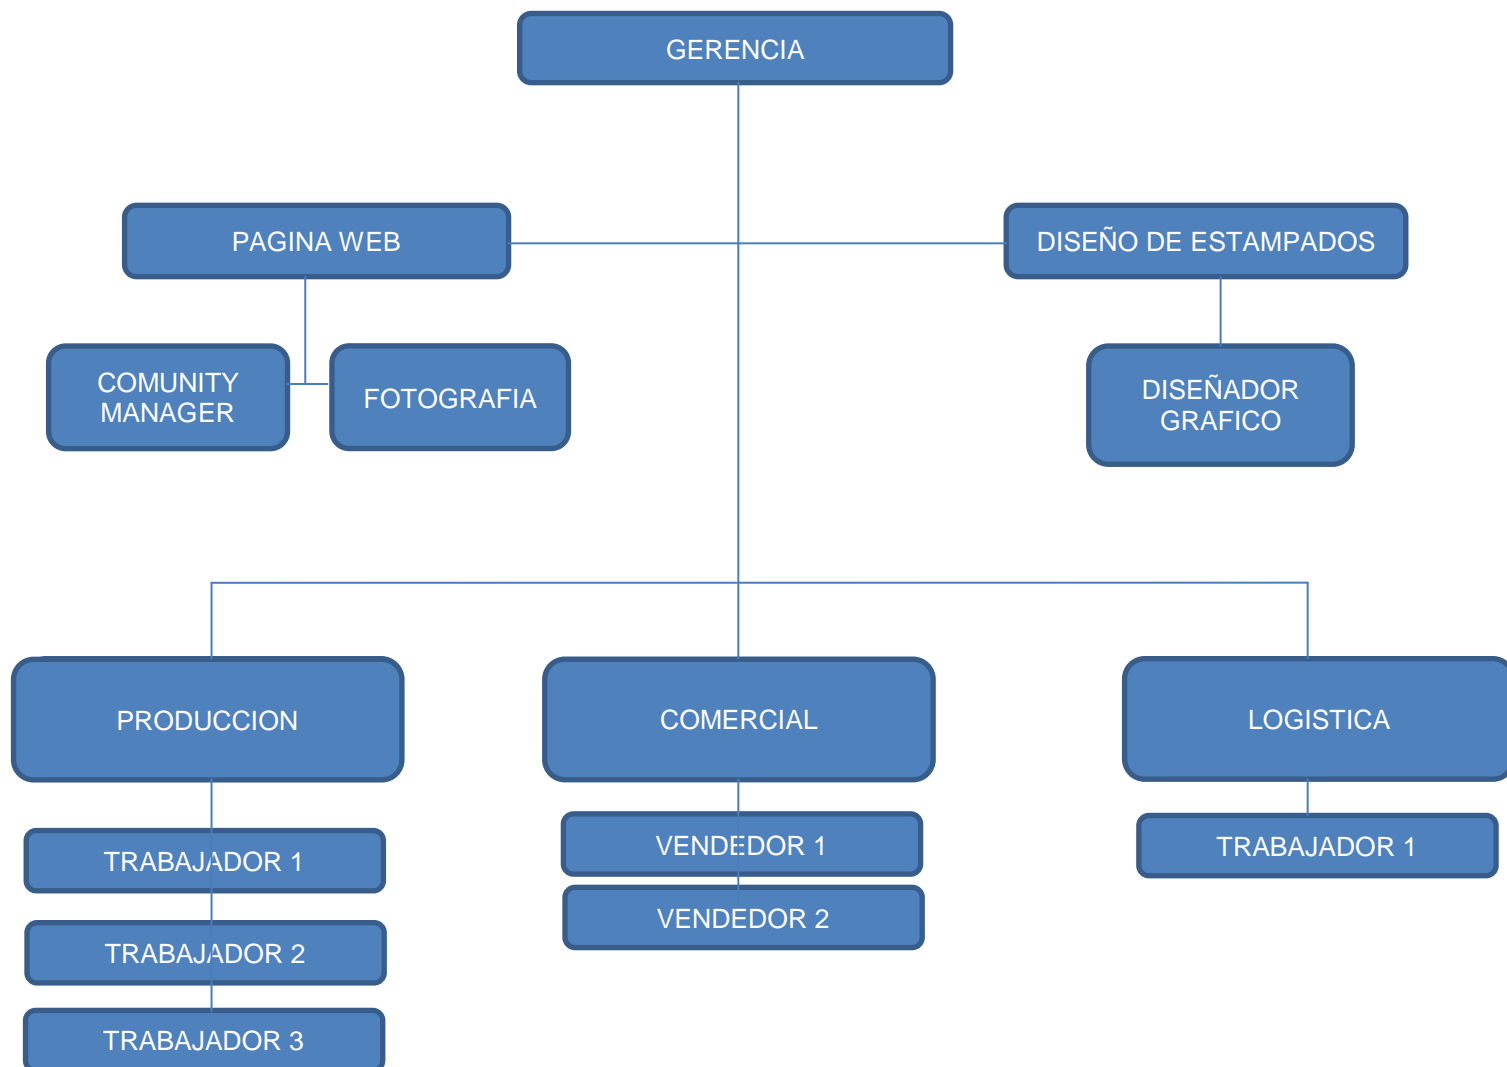 GERENCIA
PAGINA WEB
DISEÑO DE ESTAMPADOS
COMUNITY
MANAGER
FOTOGRAFIA
DISEÑADOR
GRAFICO
PRODUCCION
COMERCIAL
LOGISTICA
TRABAJADOR 1
VENDEDOR 1
TRABAJADOR 1
VENDEDOR 2
TRABAJADOR 2
TRABAJADOR 3